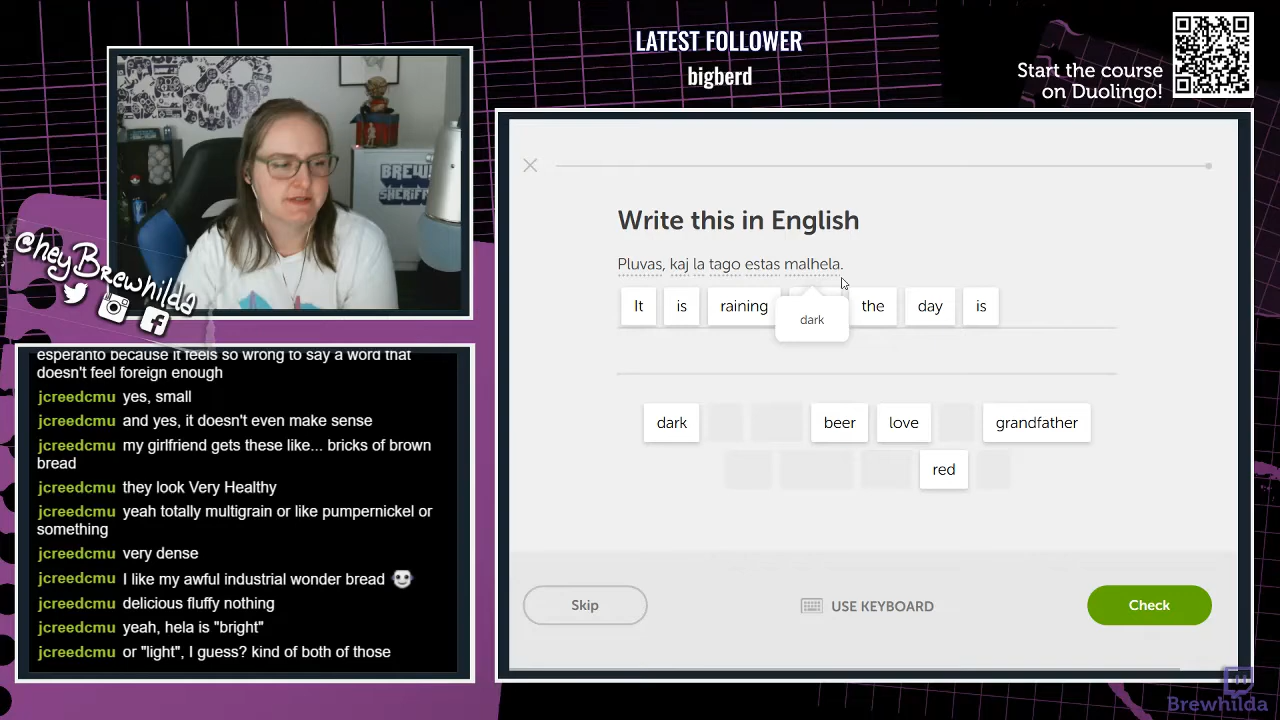 LATEST FOLLOWER
bigberd
Start the course
on Duolingo!
BREW!
SHERIFF
@heyBrewhilda
Write this in English
Pluvas, kaj la tago estas malhela.
It is raining the day is
dark
dark beer love grandfather
red
Skip USE KEYBOARD Check
esperanto because it feels so wrong to say a word that
doesn't feel foreign enough
jcreedcmu yes, small
jcreedcmu and yes, it doesn't even make sense
jcreedcmu my girlfriend gets these like... bricks of brown
bread
jcreedcmu they look Very Healthy
jcreedcmu yeah totally multigrain or like pumpernickel or
something
jcreedcmu very dense
jcreedcmu I like my awful industrial wonder bread
jcreedcmu delicious fluffy nothing
jcreedcmu yeah, hela is "bright"
jcreedcmu or "light", I guess? kind of both of those
Brewhilda